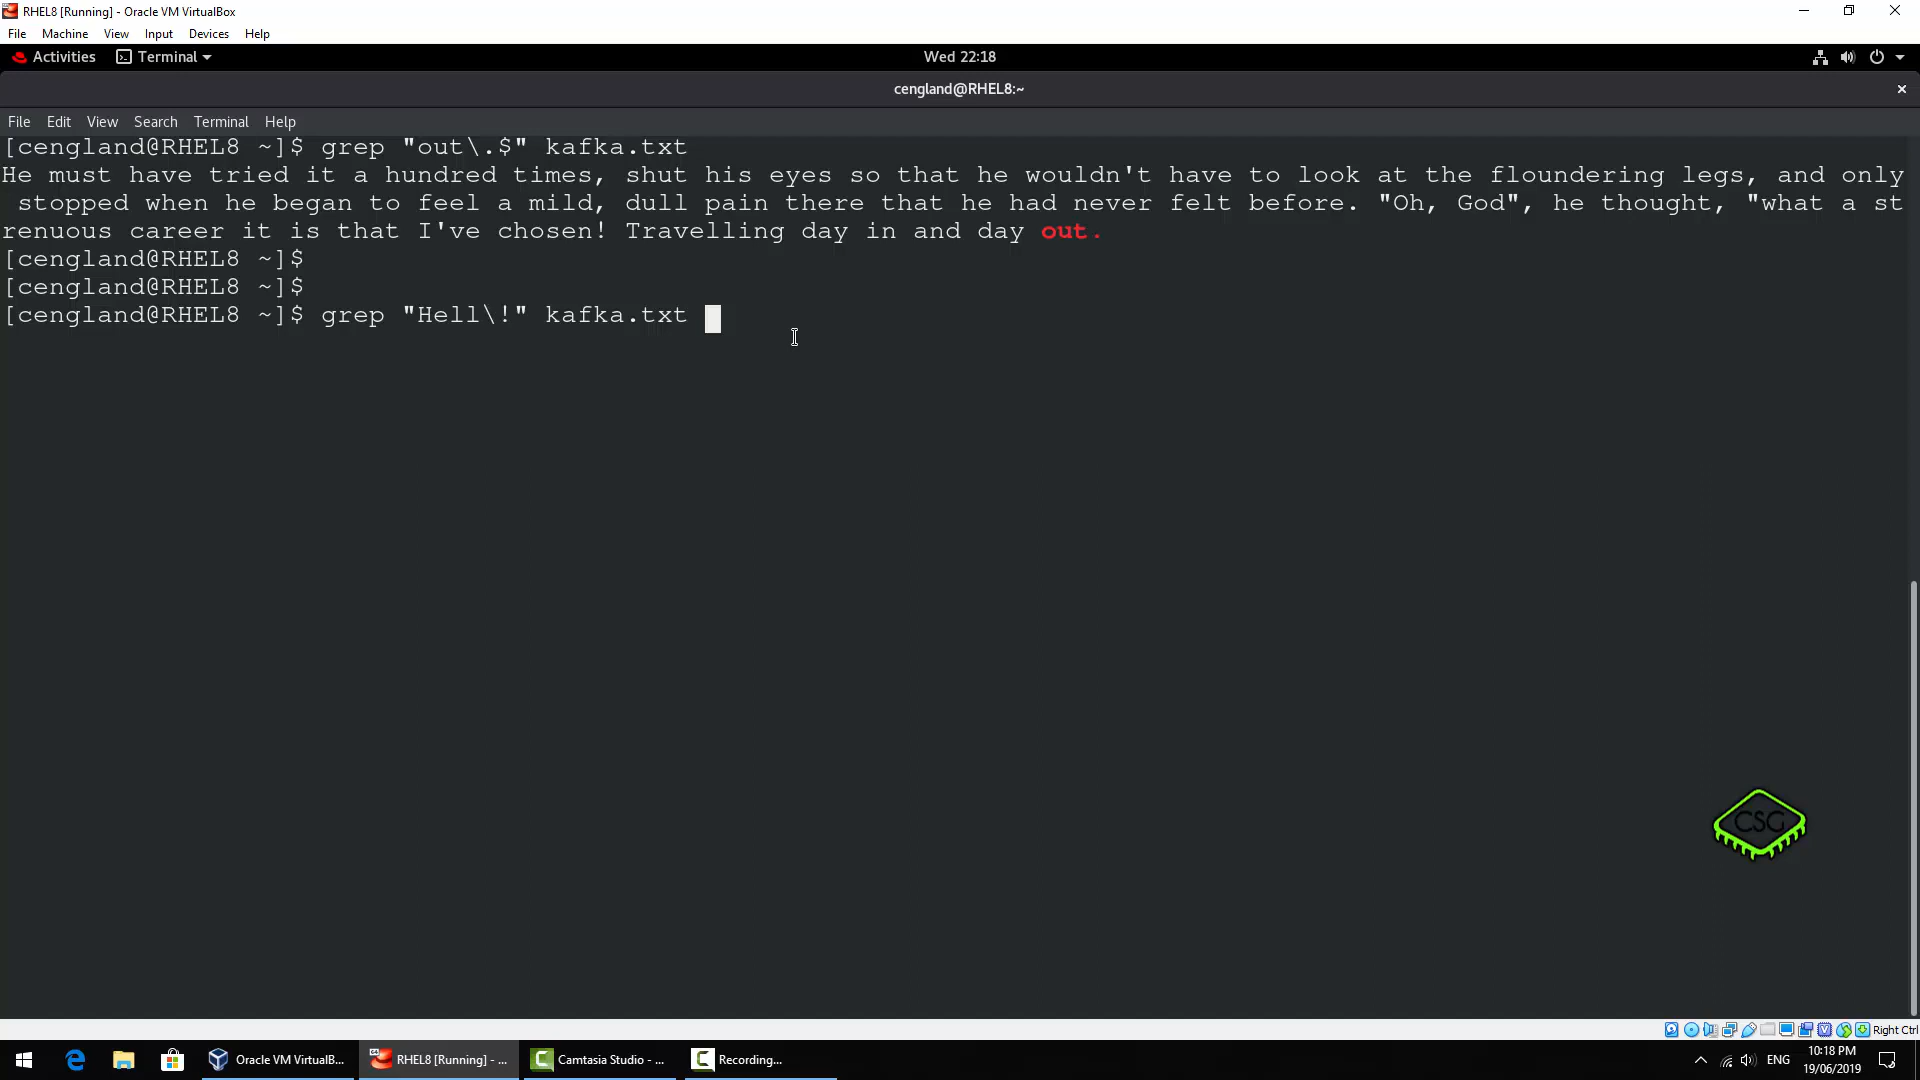 RHEL8 [Running] - Oracle VM VirtualBox
File Machine View Input Devices Help
Activities Terminal Wed 22:18
cengland@RHEL8:~
File Edit View Search Terminal Help
[cengland@RHEL8 ~]$ grep "out\.$" kafka.txt
He must have tried it a hundred times, shut his eyes so that he wouldn't have to look at the floundering legs, and only
 stopped when he began to feel a mild, dull pain there that he had never felt before. "Oh, God", he thought, "what a st
renuous career it is that I've chosen! Travelling day in and day out.
[cengland@RHEL8 ~]$
[cengland@RHEL8 ~]$
[cengland@RHEL8 ~]$ grep "Hell\!" kafka.txt
CSG
Right Ctrl
Oracle VM VirtualB... RHEL8 [Running] - ... Camtasia Studio - ... Recording... ENG 10:18 PM
19/06/2019